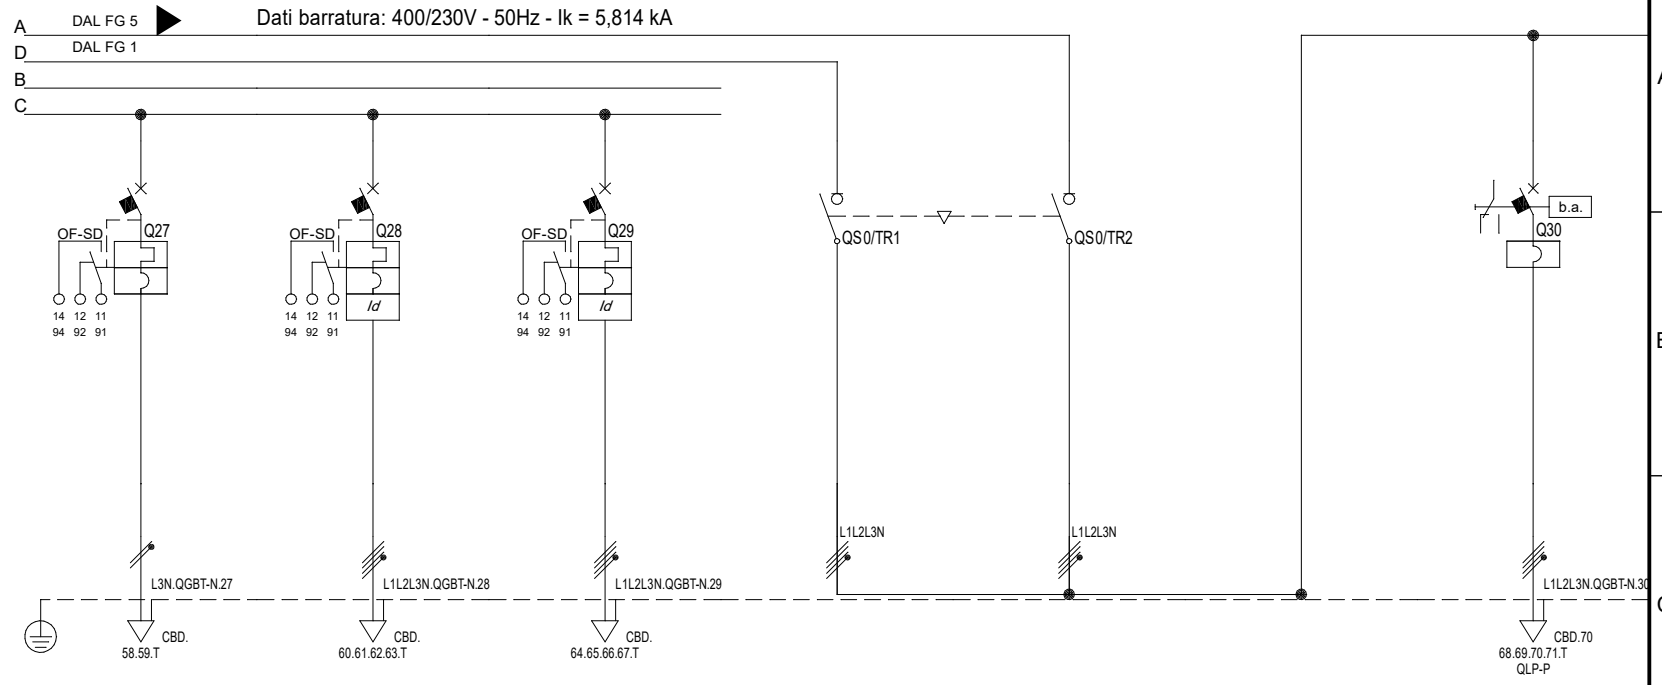 A DAL FG 5 Dati barratura: 400/230V - 50Hz - Ik = 5,814 kA
D DAL FG 1
B
C
b.a.
OF-SD Q27 OF-SD Q28 OF-SD Q29 QS0/TR1 QS0/TR2 Q30
Id Id
14 12 11 14 12 11 14 12 11
94 92 91 94 92 91 94 92 91
L1L2L3N L1L2L3N
L3N.QGBT-N.27 L1L2L3N.QGBT-N.28 L1L2L3N.QGBT-N.29 L1L2L3N.QGBT-N.30
CBD. CBD. CBD. CBD.70
58.59.T 60.61.62.63.T 64.65.66.67.T 68.69.70.71.T
QLP-P